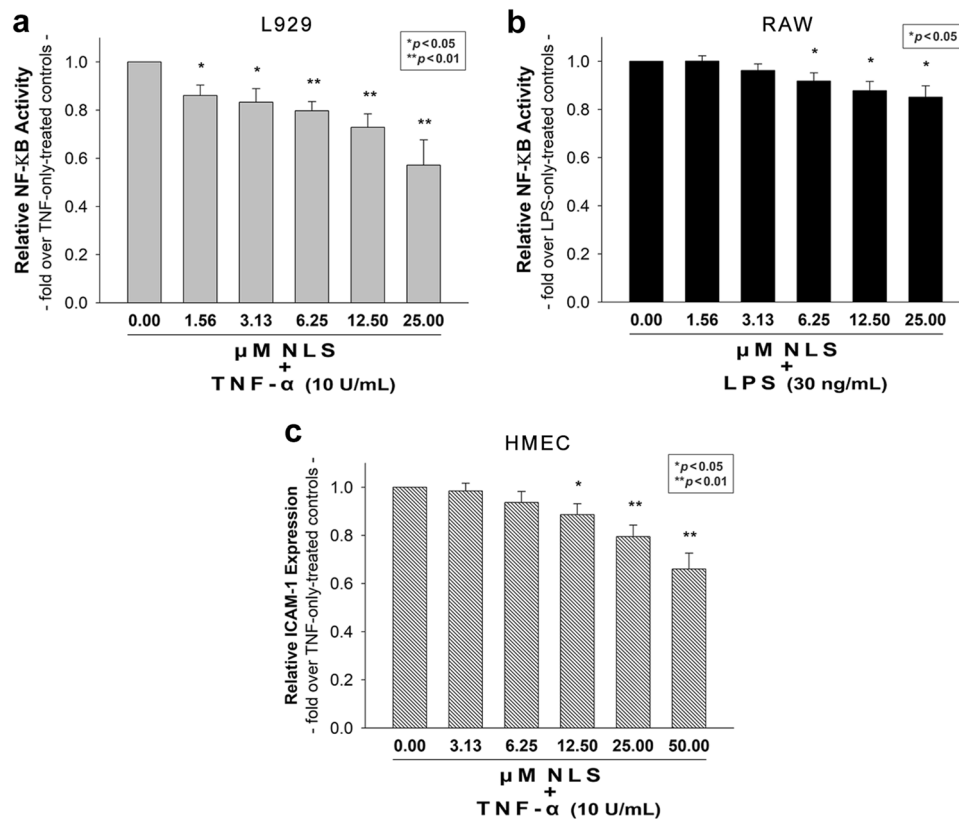 a
L929
*p<0.05
**p<0.01
Relative NF-κB Activity
- fold over TNF-only-treated controls -
1.0
0.8
0.6
0.4
0.2
0.0
* * ** ** **
0.00 1.56 3.13 6.25 12.50 25.00
μM NLS
+
TNF-α (10 U/mL)
b
RAW
*p<0.05
Relative NF-κB Activity
- fold over LPS-only-treated controls -
1.0
0.8
0.6
0.4
0.2
0.0
* * *
0.00 1.56 3.13 6.25 12.50 25.00
μM NLS
+
LPS (30 ng/mL)
c
HMEC
*p<0.05
**p<0.01
Relative ICAM-1 Expression
- fold over TNF-only-treated controls -
1.0
0.8
0.6
0.4
0.2
0.0
* ** **
0.00 3.13 6.25 12.50 25.00 50.00
μM NLS
+
TNF-α (10 U/mL)